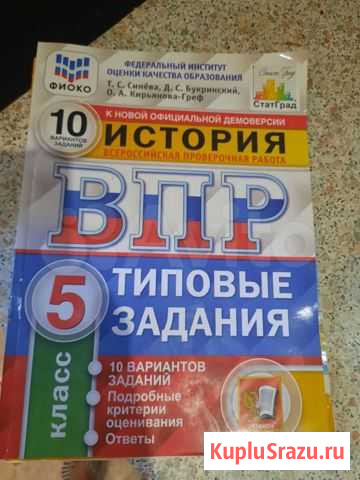 ФИОКО
ФЕДЕРАЛЬНЫЙ ИНСТИТУТ
ОЦЕНКИ КАЧЕСТВА ОБРАЗОВАНИЯ
Т. С. Синёва, Д. С. Букринский,
О. А. Кирьянова-Греф
СтатГрад
10
ВАРИАНТОВ
ЗАДАНИЙ
К НОВОЙ ОФИЦИАЛЬНОЙ ДЕМОВЕРСИИ
ИСТОРИЯ
ВСЕРОССИЙСКАЯ ПРОВЕРОЧНАЯ РАБОТА
ВПР
5
класс
ТИПОВЫЕ
ЗАДАНИЯ
• 10 ВАРИАНТОВ
ЗАДАНИЙ
• Подробные
критерии
оценивания
• Ответы
KupluSrazu.ru